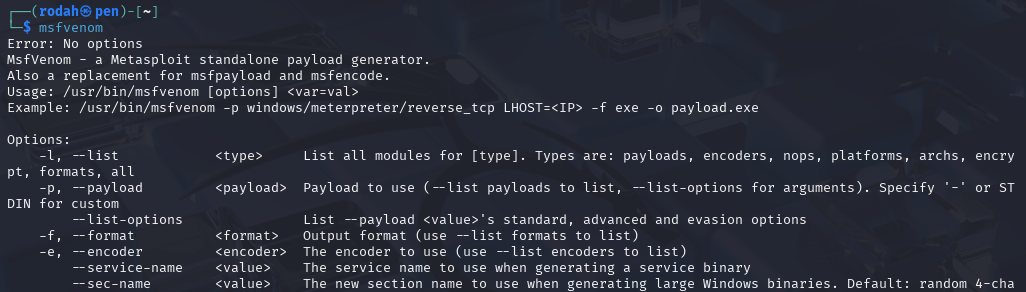 ┌──(rodah㉿pen)-[~]
└─$ msfvenom
Error: No options
MsfVenom - a Metasploit standalone payload generator.
Also a replacement for msfpayload and msfencode.
Usage: /usr/bin/msfvenom [options] <var=val>
Example: /usr/bin/msfvenom -p windows/meterpreter/reverse_tcp LHOST=<IP> -f exe -o payload.exe

Options:
    -l, --list            <type>     List all modules for [type]. Types are: payloads, encoders, nops, platforms, archs, encry
pt, formats, all
    -p, --payload         <payload>  Payload to use (--list payloads to list, --list-options for arguments). Specify '-' or ST
DIN for custom
        --list-options               List --payload <value>'s standard, advanced and evasion options
    -f, --format          <format>   Output format (use --list formats to list)
    -e, --encoder         <encoder>  The encoder to use (use --list encoders to list)
        --service-name    <value>    The service name to use when generating a service binary
        --sec-name        <value>    The new section name to use when generating large Windows binaries. Default: random 4-cha